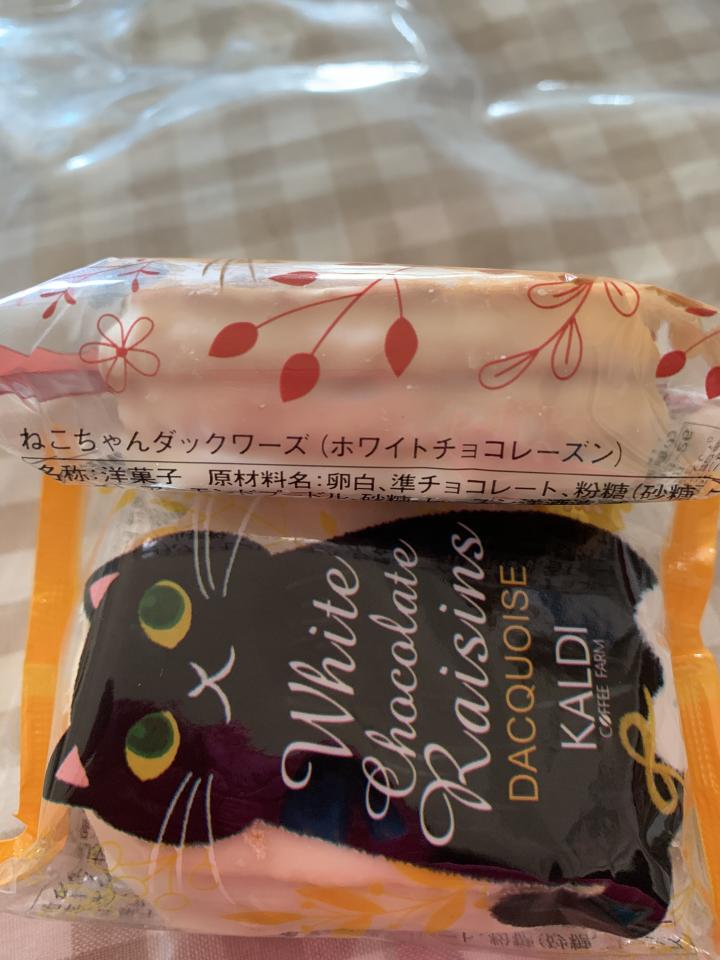 ねこちゃんダックワーズ（ホワイトチョコレーズン）
名称：洋菓子　原材料名：卵白、準チョコレート、粉糖（砂糖
White
Chocolate
Raisins
DACQUOISE
KALDI
COFFEE FARM